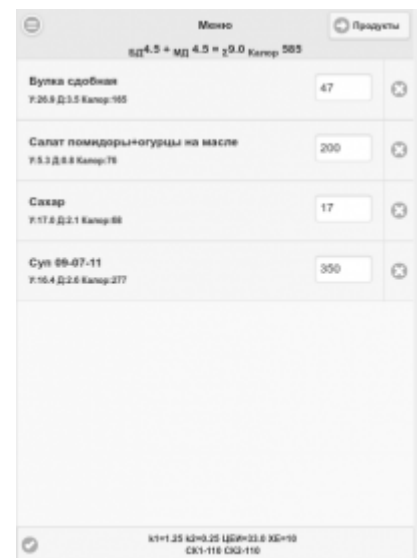 Меню
Продукты
БД4.5 + МД 4.5 = Σ9.0 Калор 585
Булка сдобная
47
У:26.9 Д:3.5 Калор:165
Салат помидоры+огурцы на масле
200
У:5.3 Д:0.8 Калор:76
Сахар
17
У:17.0 Д:2.1 Калор:68
Суп 09-07-11
350
У:16.4 Д:2.6 Калор:277
k1=1.25 k2=0.25 ЦЕИ=33.0 ХЕ=10
СК1-110 СК2-110